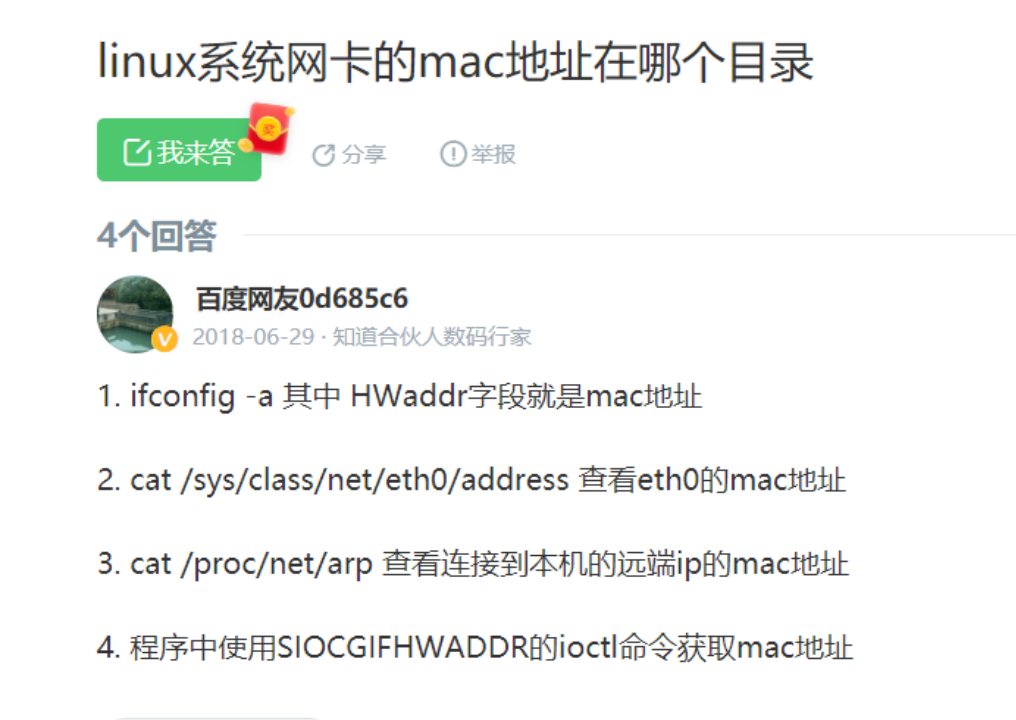 linux系统网卡的mac地址在哪个目录
我来答
奖
分享
举报
4个回答
百度网友0d685c6
V
2018-06-29 · 知道合伙人数码行家
1. ifconfig -a 其中 HWaddr字段就是mac地址
2. cat /sys/class/net/eth0/address 查看eth0的mac地址
3. cat /proc/net/arp 查看连接到本机的远端ip的mac地址
4. 程序中使用SIOCGIFHWADDR的ioctl命令获取mac地址